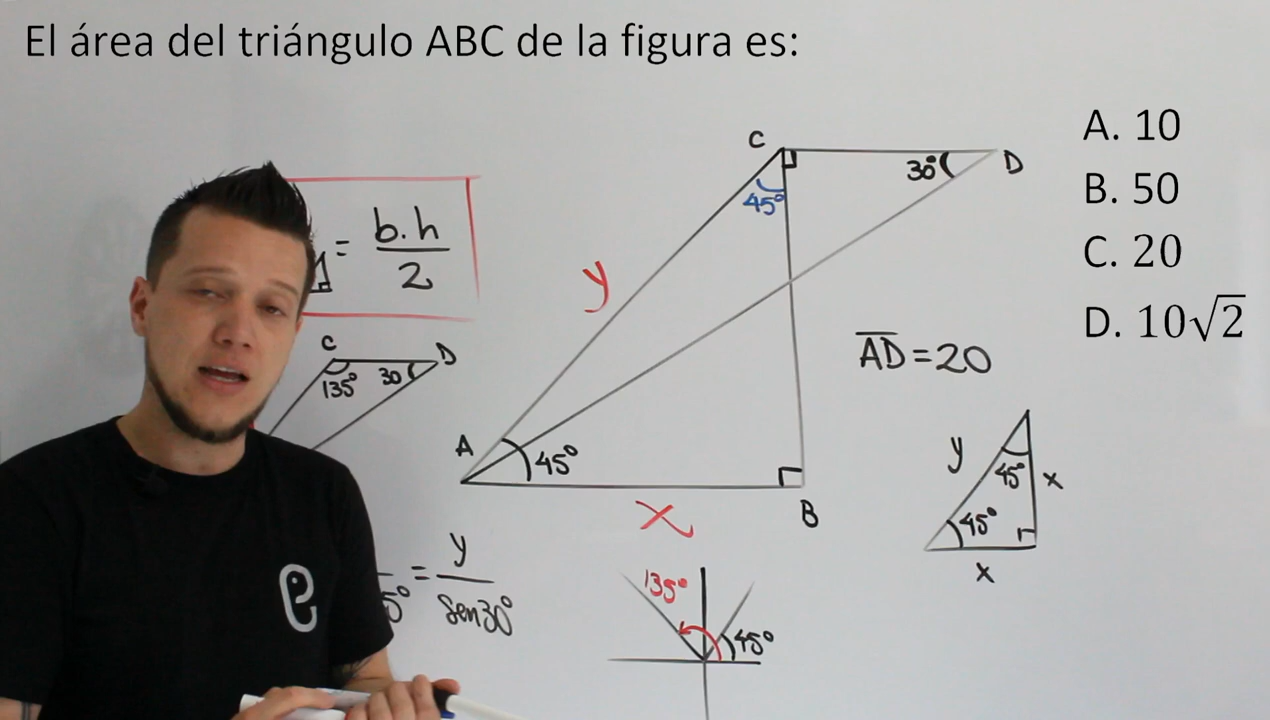 El área del triángulo ABC de la figura es:
A. 10
B. 50
C. 20
D. 10√2
C
D
30°
45°
y
A
45°
x
B
AD=20
= b.h
2
C
D
135°
30°
y
45°
45°
x
x
5° = y
sen30°
135°
45°
e